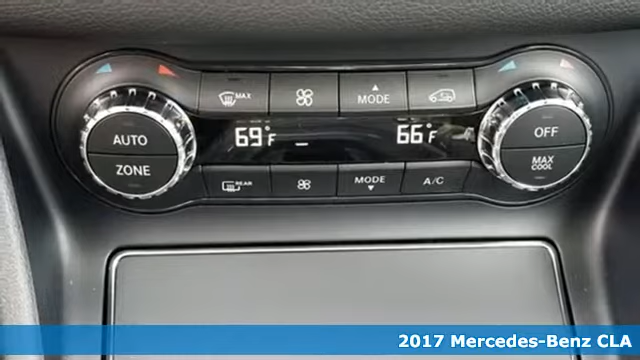 MAX
MODE
69°F
66°F
AUTO
ZONE
OFF
MAX
COOL
REAR
MODE
A/C
2017 Mercedes-Benz CLA